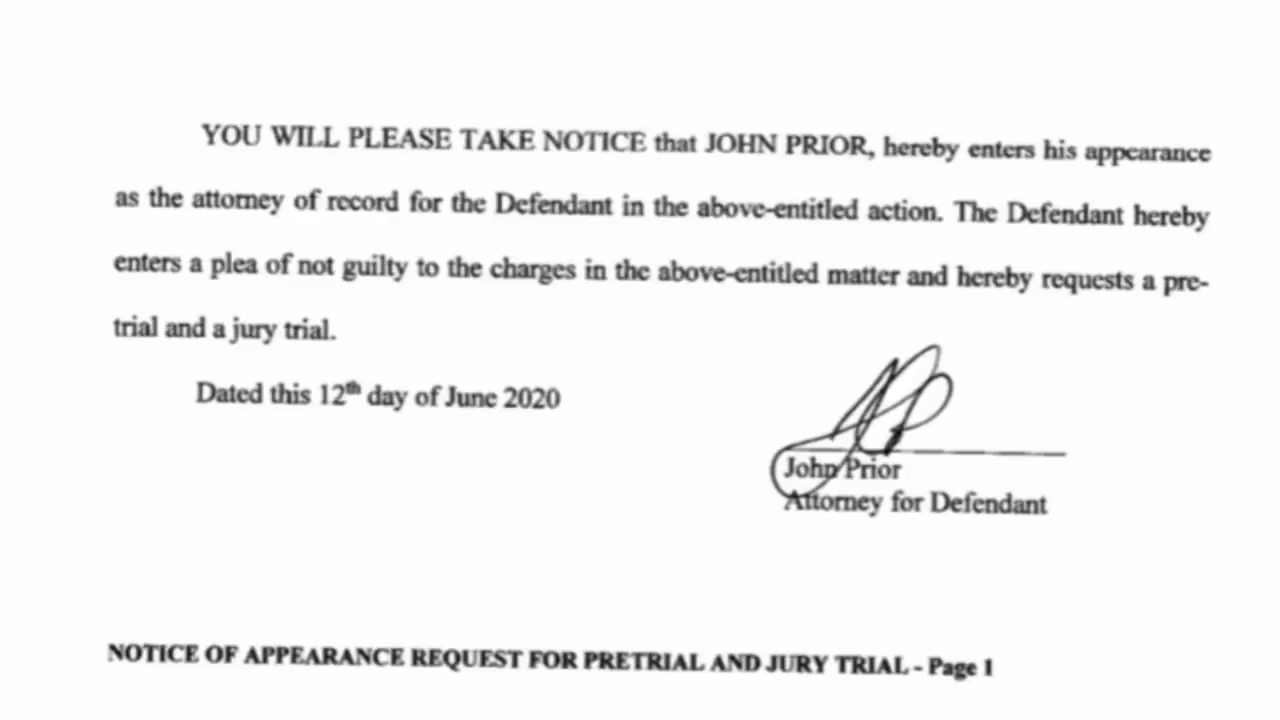 YOU WILL PLEASE TAKE NOTICE that JOHN PRIOR, hereby enters his appearance
as the attorney of record for the Defendant in the above-entitled action. The Defendant hereby
enters a plea of not guilty to the charges in the above-entitled matter and hereby requests a pre-
trial and a jury trial.
Dated this 12th day of June 2020
John Prior
Attorney for Defendant
NOTICE OF APPEARANCE REQUEST FOR PRETRIAL AND JURY TRIAL - Page 1